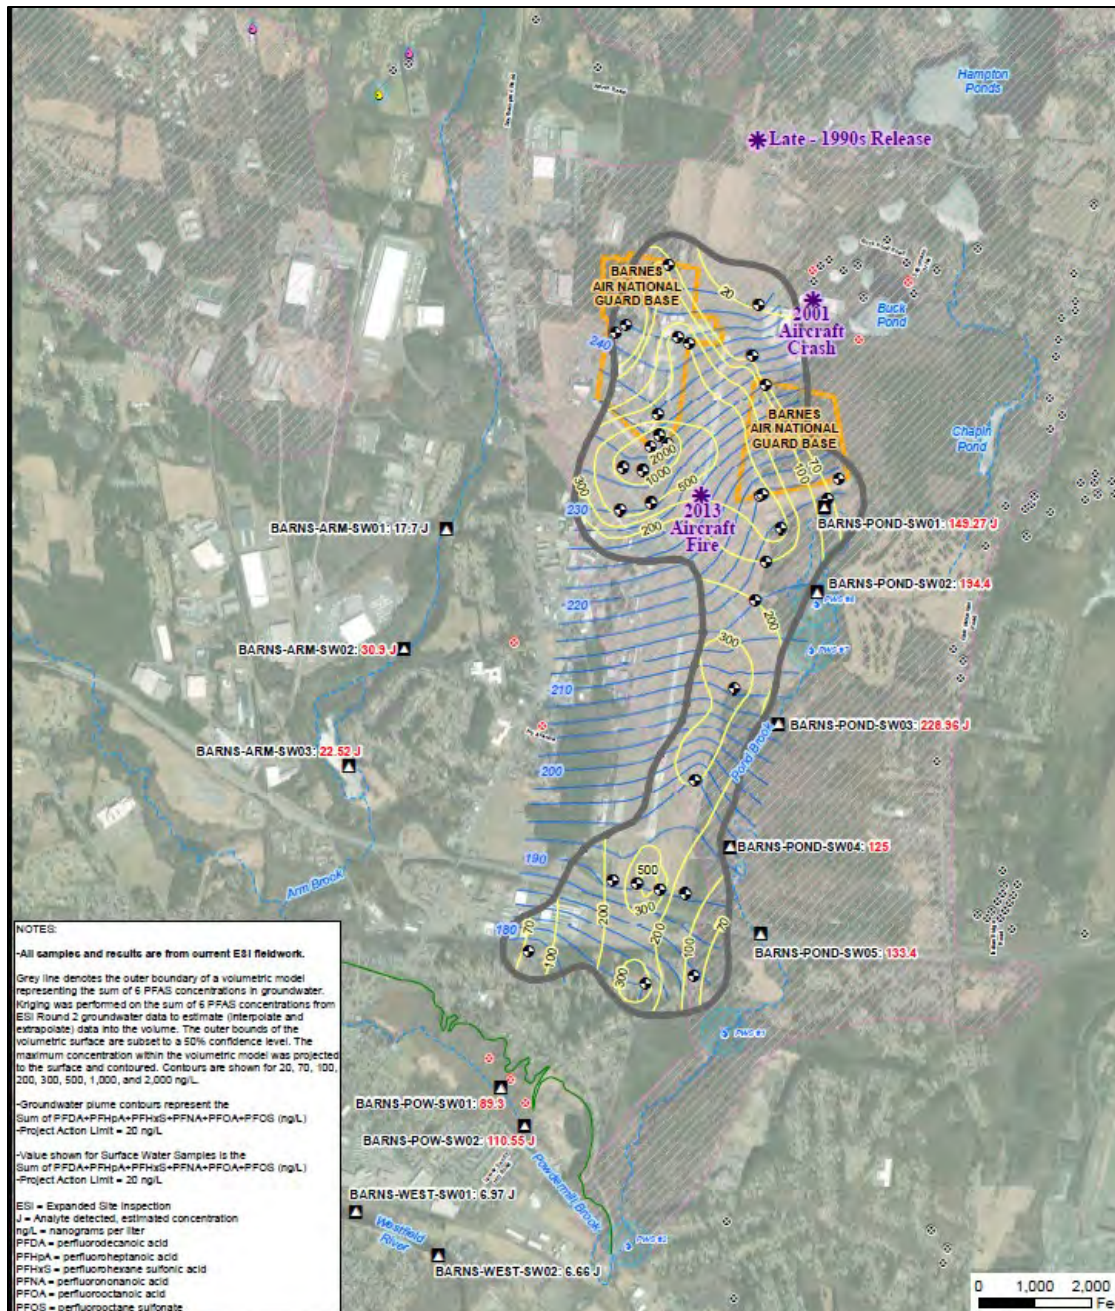 Hampton
Ponds
Late - 1990s Release
BARNES
AIR NATIONAL
GUARD BASE
20
2001
Aircraft
Crash
Buck
Pond
240
BARNES
AIR NATIONAL
GUARD BASE
Chapin
Pond
2000
1000
500
300
70
100
230
200
2013
Aircraft
Fire
BARNS-ARM-SW01: 17.7 J
BARNS-POND-SW01: 149.27 J
BARNS-POND-SW02: 194.4
PWS #8
220
200
300
BARNS-ARM-SW02: 30.9 J
PWS #7
210
BARNS-POND-SW03: 228.96 J
Pond Brook
BARNS-ARM-SW03: 22.52 J
200
BARNS-POND-SW04: 125
190
500
Arm Brook
300
200
200
180
70
100
100
70
300
BARNS-POND-SW05: 133.4
PWS #1
NOTES:
-All samples and results are from current ESI fieldwork.
Grey line denotes the outer boundary of a volumetric model
representing the sum of 6 PFAS concentrations in groundwater.
Kriging was performed on the sum of 6 PFAS concentrations from
ESI Round 2 groundwater data to estimate (interpolate and
extrapolate) data into the volume. The outer bounds of the
volumetric surface are subset to a 50% confidence level. The
maximum concentration within the volumetric model was projected
to the surface and contoured. Contours are shown for 20, 70, 100,
200, 300, 500, 1,000, and 2,000 ng/L.
-Groundwater plume contours represent the
Sum of PFDA+PFHpA+PFHxS+PFNA+PFOA+PFOS (ng/L)
-Project Action Limit = 20 ng/L
-Value shown for Surface Water Samples is the
Sum of PFDA+PFHpA+PFHxS+PFNA+PFOA+PFOS (ng/L)
-Project Action Limit = 20 ng/L
ESI = Expanded Site Inspection
J = Analyte detected, estimated concentration
ng/L = nanograms per liter
PFDA = perfluorodecanoic acid
PFHpA = perfluoroheptanoic acid
PFHxS = perfluorohexane sulfonic acid
PFNA = perfluorononanoic acid
PFOA = perfluorooctanoic acid
PFOS = perfluorooctane sulfonate
BARNS-POW-SW01: 89.3
BARNS-POW-SW02: 110.55 J
Powdermill Brook
BARNS-WEST-SW01: 6.97 J
Westfield
River
PWS #2
BARNS-WEST-SW02: 6.66 J
0 1,000 2,000
Fe